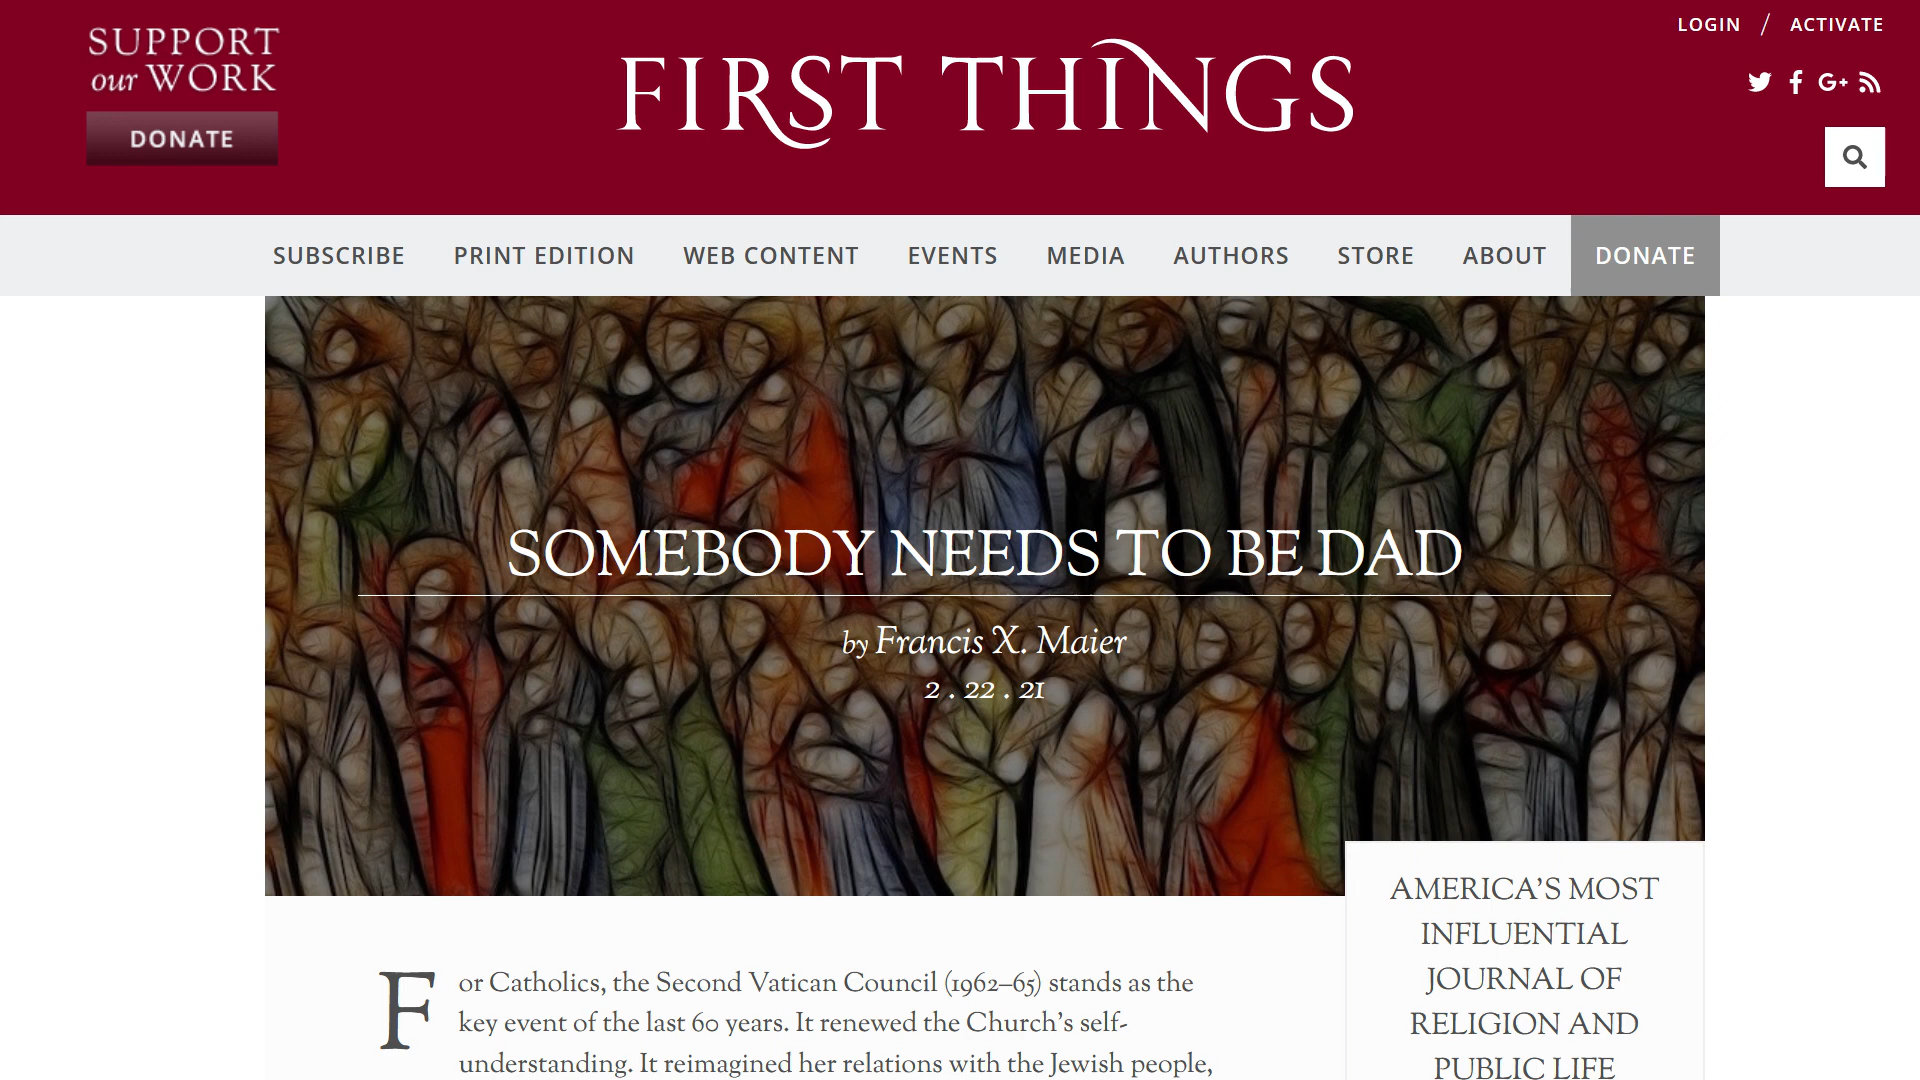 SUPPORT
our WORK
DONATE
FIRST THINGS
LOGIN / ACTIVATE
SUBSCRIBE PRINT EDITION WEB CONTENT EVENTS MEDIA AUTHORS STORE ABOUT DONATE
SOMEBODY NEEDS TO BE DAD
by Francis X. Maier
2 . 22 . 21
For Catholics, the Second Vatican Council (1962–65) stands as the
key event of the last 60 years. It renewed the Church’s self-
understanding. It reimagined her relations with the Jewish people,
AMERICA’S MOST
INFLUENTIAL
JOURNAL OF
RELIGION AND
PUBLIC LIFE